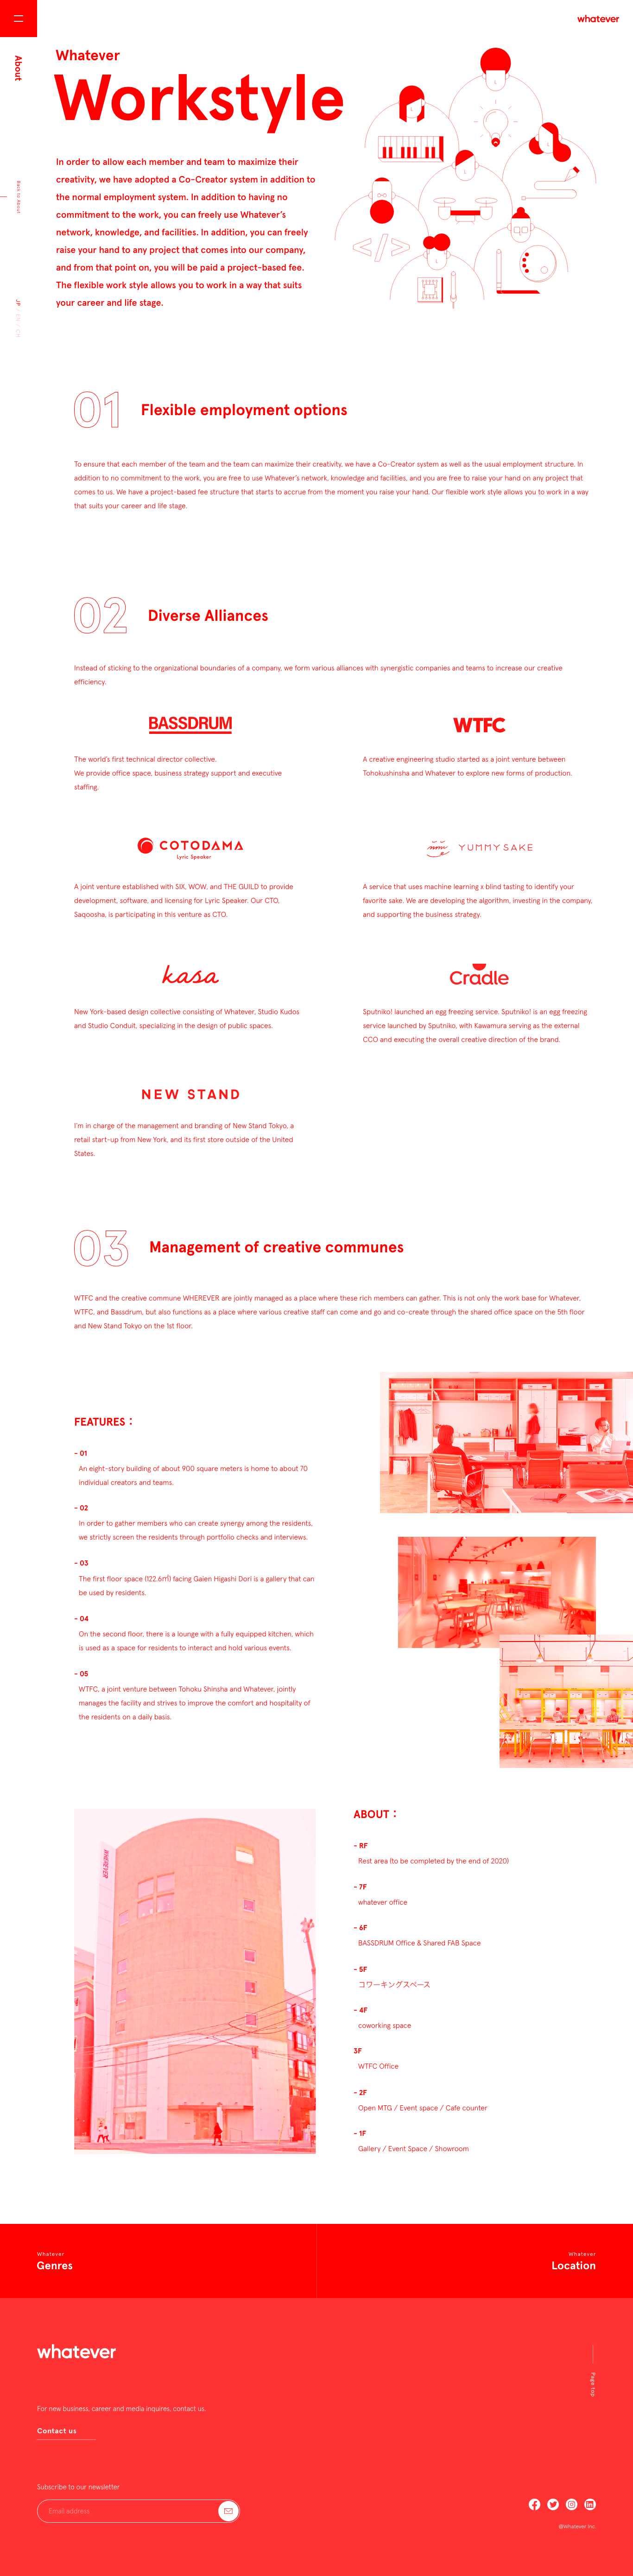 whatever
About
Back to About
JP / EN / CH
Whatever
Workstyle
In order to allow each member and team to maximize their
creativity, we have adopted a Co-Creator system in addition to
the normal employment system. In addition to having no
commitment to the work, you can freely use Whatever's
network, knowledge, and facilities. In addition, you can freely
raise your hand to any project that comes into our company,
and from that point on, you will be paid a project-based fee.
The flexible work style allows you to work in a way that suits
your career and life stage.
</>
01 Flexible employment options
To ensure that each member of the team and the team can maximize their creativity, we have a Co-Creator system as well as the usual employment structure. In
addition to no commitment to the work, you are free to use Whatever's network, knowledge and facilities, and you are free to raise your hand on any project that
comes to us. We have a project-based fee structure that starts to accrue from the moment you raise your hand. Our flexible work style allows you to work in a way
that suits your career and life stage.
02 Diverse Alliances
Instead of sticking to the organizational boundaries of a company, we form various alliances with synergistic companies and teams to increase our creative
efficiency.
BASSDRUM
The world's first technical director collective.
We provide office space, business strategy support and executive
staffing.
WTFC
A creative engineering studio started as a joint venture between
Tohokushinsha and Whatever to explore new forms of production.
COTODAMA
Lyric Speaker
A joint venture established with SIX, WOW, and THE GUILD to provide
development, software, and licensing for Lyric Speaker. Our CTO,
Saqoosha, is participating in this venture as CTO.
YUMMY SAKE
A service that uses machine learning x blind tasting to identify your
favorite sake. We are developing the algorithm, investing in the company,
and supporting the business strategy.
kasa
New York-based design collective consisting of Whatever, Studio Kudos
and Studio Conduit, specializing in the design of public spaces.
Cradle
Sputniko! launched an egg freezing service. Sputniko! is an egg freezing
service launched by Sputniko, with Kawamura serving as the external
CCO and executing the overall creative direction of the brand.
NEW STAND
I'm in charge of the management and branding of New Stand Tokyo, a
retail start-up from New York, and its first store outside of the United
States.
03 Management of creative communes
WTFC and the creative commune WHEREVER are jointly managed as a place where these rich members can gather. This is not only the work base for Whatever,
WTFC, and Bassdrum, but also functions as a place where various creative staff can come and go and co-create through the shared office space on the 5th floor
and New Stand Tokyo on the 1st floor.
FEATURES：
- 01
An eight-story building of about 900 square meters is home to about 70
individual creators and teams.
- 02
In order to gather members who can create synergy among the residents,
we strictly screen the residents through portfolio checks and interviews.
- 03
The first floor space (122.6㎡) facing Gaien Higashi Dori is a gallery that can
be used by residents.
- 04
On the second floor, there is a lounge with a fully equipped kitchen, which
is used as a space for residents to interact and hold various events.
- 05
WTFC, a joint venture between Tohoku Shinsha and Whatever, jointly
manages the facility and strives to improve the comfort and hospitality of
the residents on a daily basis.
WHEREVER
ABOUT：
- RF
Rest area (to be completed by the end of 2020)
- 7F
whatever office
- 6F
BASSDRUM Office & Shared FAB Space
- 5F
コワーキングスペース
- 4F
coworking space
3F
WTFC Office
- 2F
Open MTG / Event space / Cafe counter
- 1F
Gallery / Event Space / Showroom
Whatever
Genres
Whatever
Location
whatever
Page top
For new business, career and media inquires, contact us.
Contact us
Subscribe to our newsletter
Email address
@Whatever Inc.